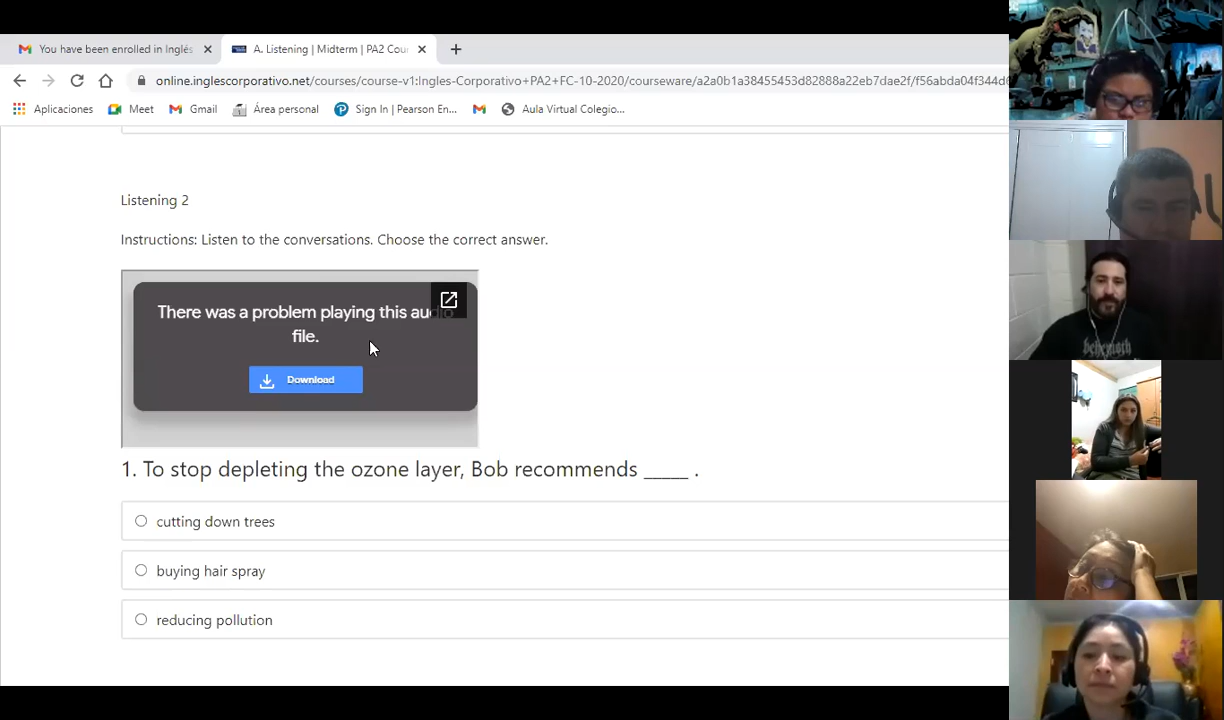 You have been enrolled in Inglés
A. Listening | Midterm | PA2 Cou
online.inglescorporativo.net/courses/course-v1:Ingles-Corporativo+PA2+FC-10-2020/courseware/a2a0b1a38455453d82888a22eb7dae2f/f56abda04f344d
Aplicaciones
Meet
Gmail
Área personal
Sign In | Pearson En...
Aula Virtual Colegio...
Listening 2
Instructions: Listen to the conversations. Choose the correct answer.
There was a problem playing this audio
file.
Download
1. To stop depleting the ozone layer, Bob recommends _____ .
cutting down trees
buying hair spray
reducing pollution
behemoth